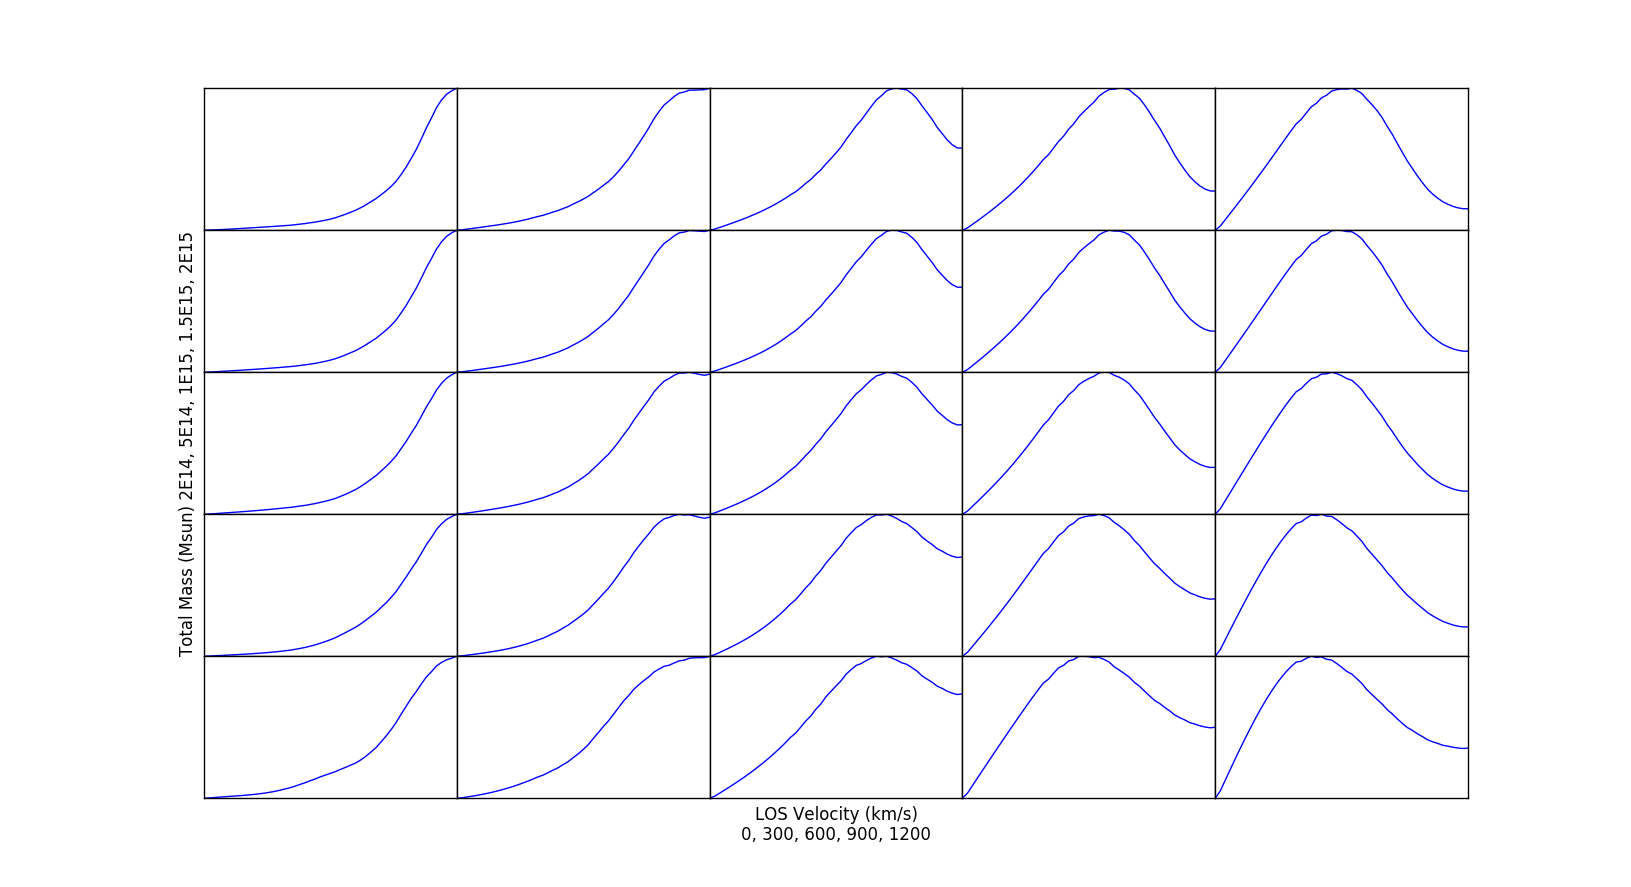 Total Mass (Msun) 2E14, 5E14, 1E15, 1.5E15, 2E15
LOS Velocity (km/s)
0, 300, 600, 900, 1200